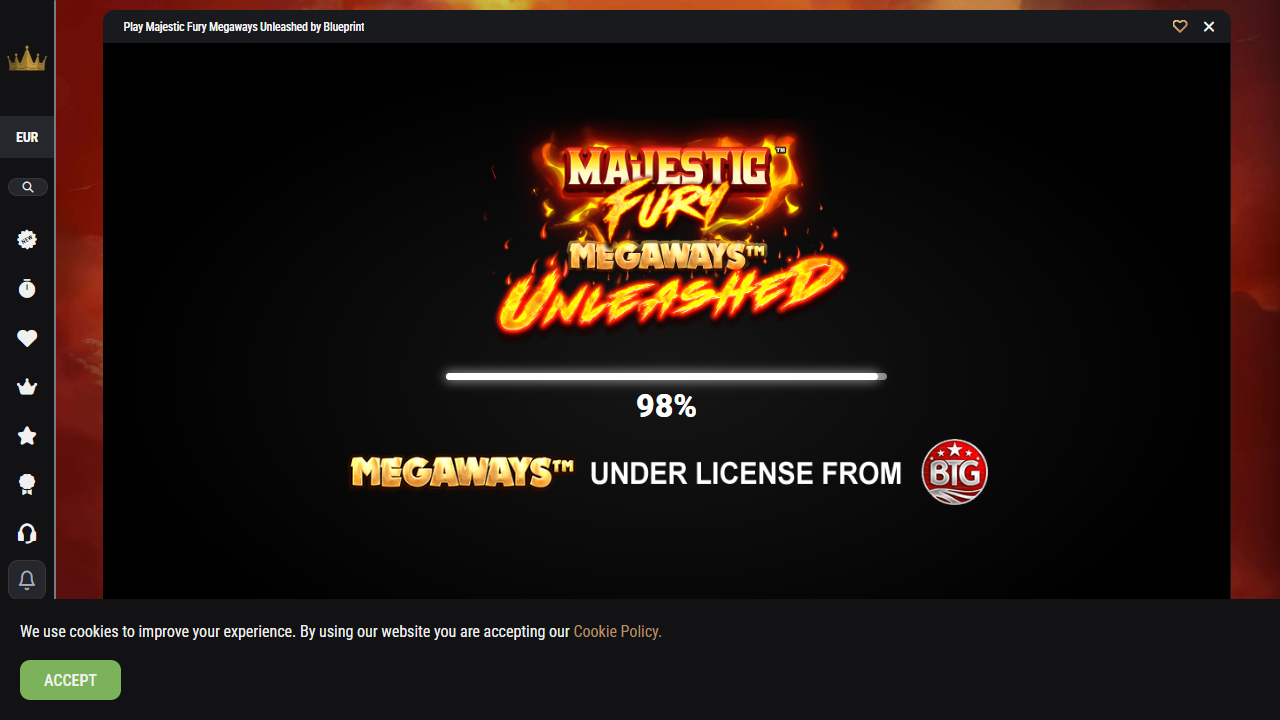 Play Majestic Fury Megaways Unleashed by Blueprint
EUR
NEW
MAJESTIC™
FURY
MEGAWAYS™
UNLEASHED
98%
MEGAWAYS™ UNDER LICENSE FROM BTG
We use cookies to improve your experience. By using our website you are accepting our Cookie Policy.
ACCEPT